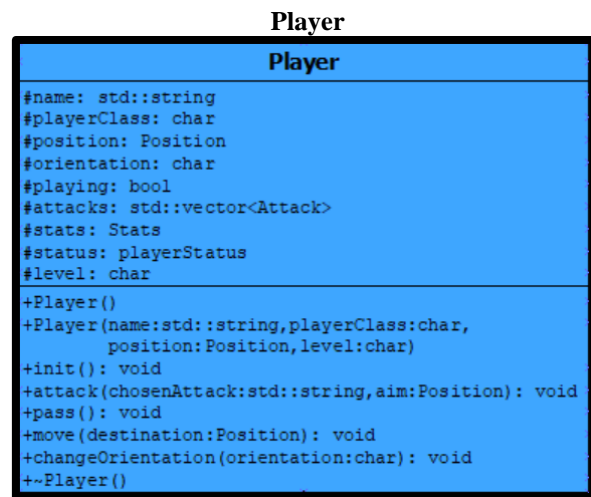 Player
Player
#name: std::string
#playerClass: char
#position: Position
#orientation: char
#playing: bool
#attacks: std::vector<Attack>
#stats: Stats
#status: playerStatus
#level: char
+Player()
+Player(name:std::string,playerClass:char,
position:Position,level:char)
+init(): void
+attack(chosenAttack:std::string,aim:Position): void
+pass(): void
+move(destination:Position): void
+changeOrientation(orientation:char): void
+~Player()